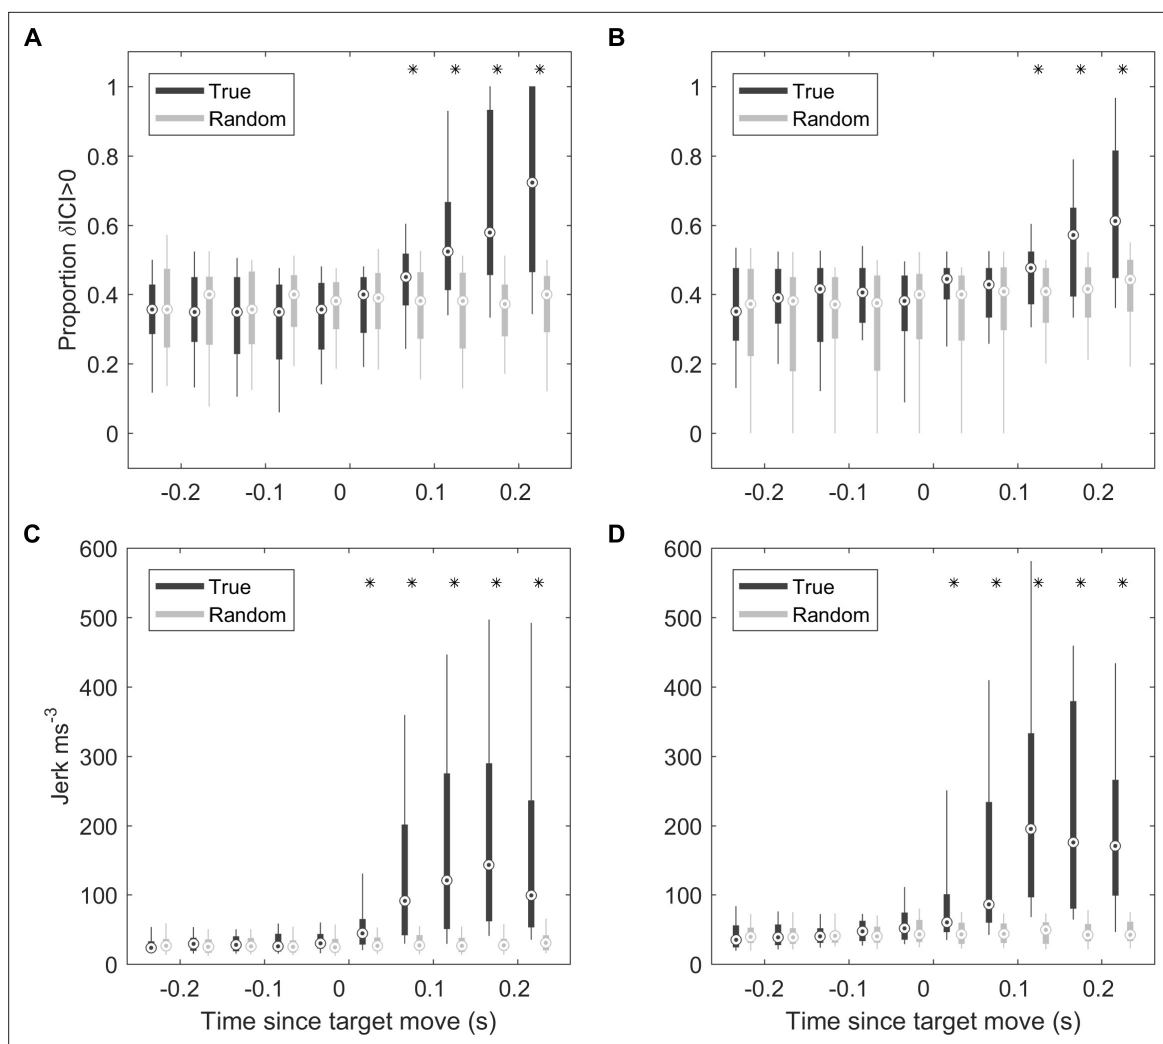 A
B
True
Random
True
Random
* * * *
* * *
1
0.8
0.6
0.4
0.2
0
Proportion δICI>0
1
0.8
0.6
0.4
0.2
0
-0.2 -0.1 0 0.1 0.2
-0.2 -0.1 0 0.1 0.2
C
D
True
Random
True
Random
* * * * *
* * * * *
600
500
400
300
200
100
0
Jerk ms-3
600
500
400
300
200
100
0
-0.2 -0.1 0 0.1 0.2
-0.2 -0.1 0 0.1 0.2
Time since target move (s)
Time since target move (s)